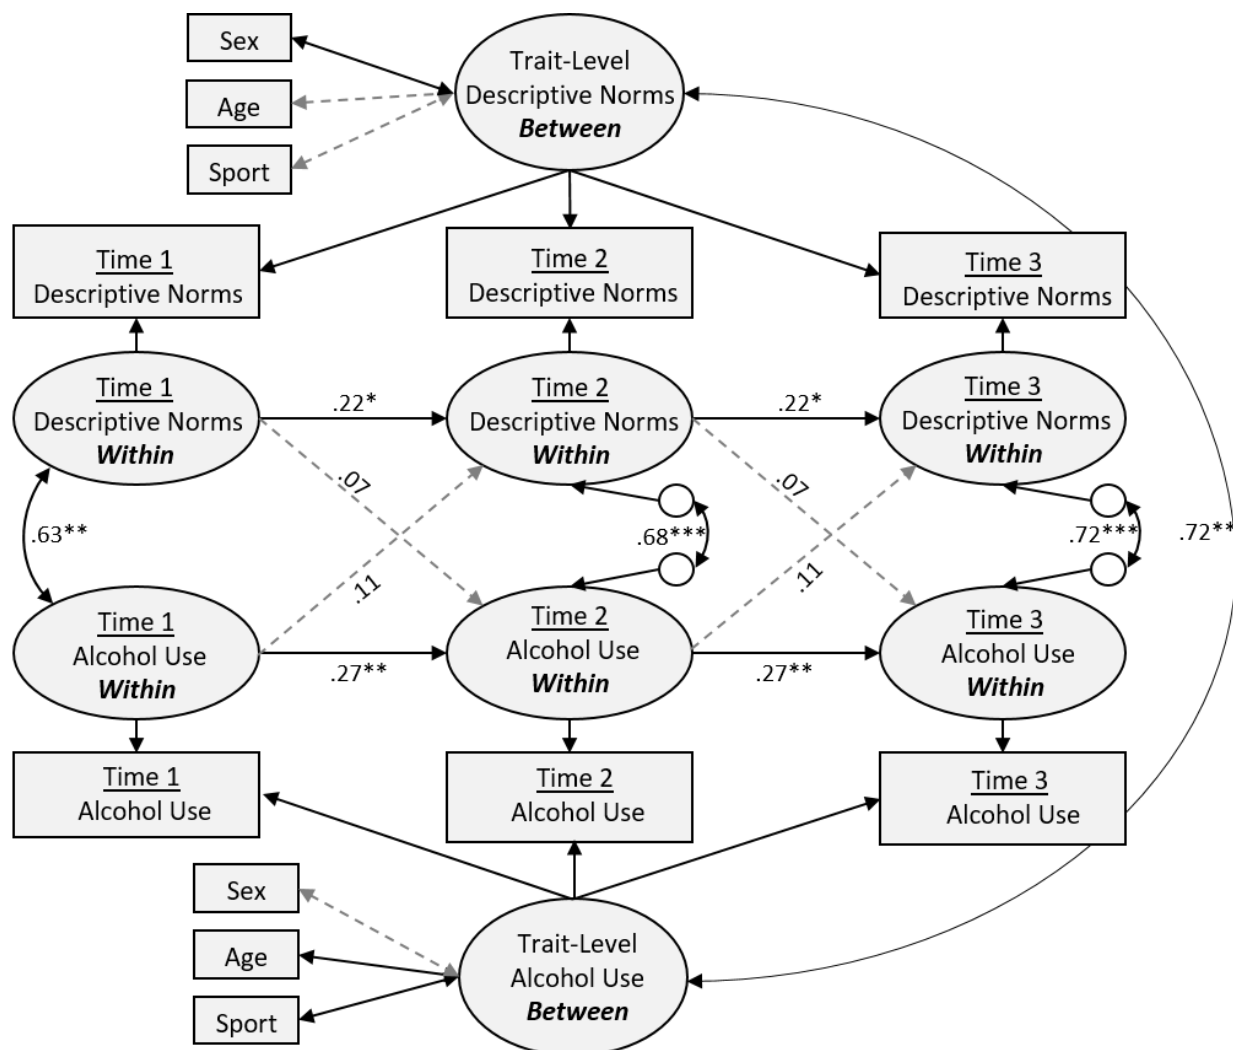 Sex
Trait-Level
Descriptive Norms
Between
Age
Sport
Time 1
Descriptive Norms
Time 2
Descriptive Norms
Time 3
Descriptive Norms
Time 1
Descriptive Norms
Within
.22*
Time 2
Descriptive Norms
Within
.22*
Time 3
Descriptive Norms
Within
.07
.07
.63**
.68***
.72***
.72**
.11
.11
Time 1
Alcohol Use
Within
.27**
Time 2
Alcohol Use
Within
.27**
Time 3
Alcohol Use
Within
Time 1
Alcohol Use
Time 2
Alcohol Use
Time 3
Alcohol Use
Sex
Age
Sport
Trait-Level
Alcohol Use
Between